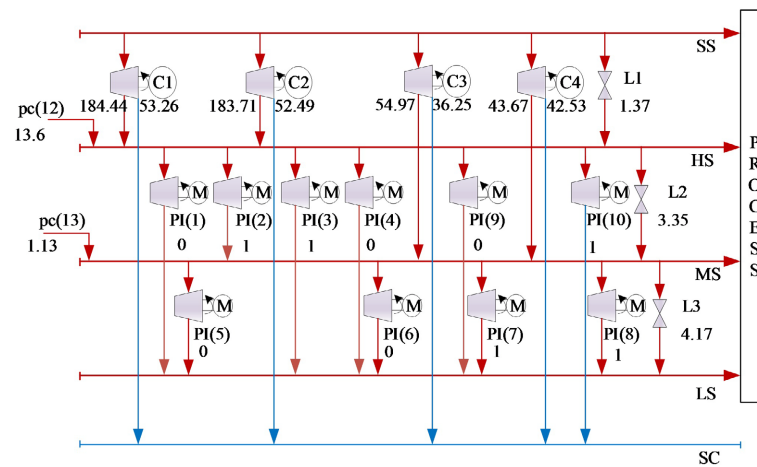 SS
C1
C2
C3
C4
L1
184.44
53.26
183.71
52.49
54.97
36.25
43.67
42.53
1.37
pc(12)
13.6
HS
M
M
M
M
M
M
L2
PI(1)
PI(2)
PI(3)
PI(4)
PI(9)
PI(10)
3.35
0
1
1
0
0
1
pc(13)
1.13
MS
M
M
M
M
L3
PI(5)
PI(6)
PI(7)
PI(8)
4.17
0
0
1
1
LS
SC
PROCESS